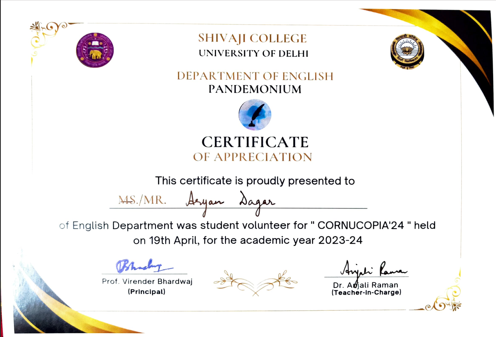 SHIVAJI COLLEGE
UNIVERSITY OF DELHI
DEPARTMENT OF ENGLISH
PANDEMONIUM
CERTIFICATE
OF APPRECIATION
This certificate is proudly presented to
MS./MR. Aryan Dagar
of English Department was student volunteer for " CORNUCOPIA'24 " held
on 19th April, for the academic year 2023-24
Prof. Virender Bhardwaj
(Principal)
Anjali Raman
Dr. Anjali Raman
(Teacher-in-Charge)